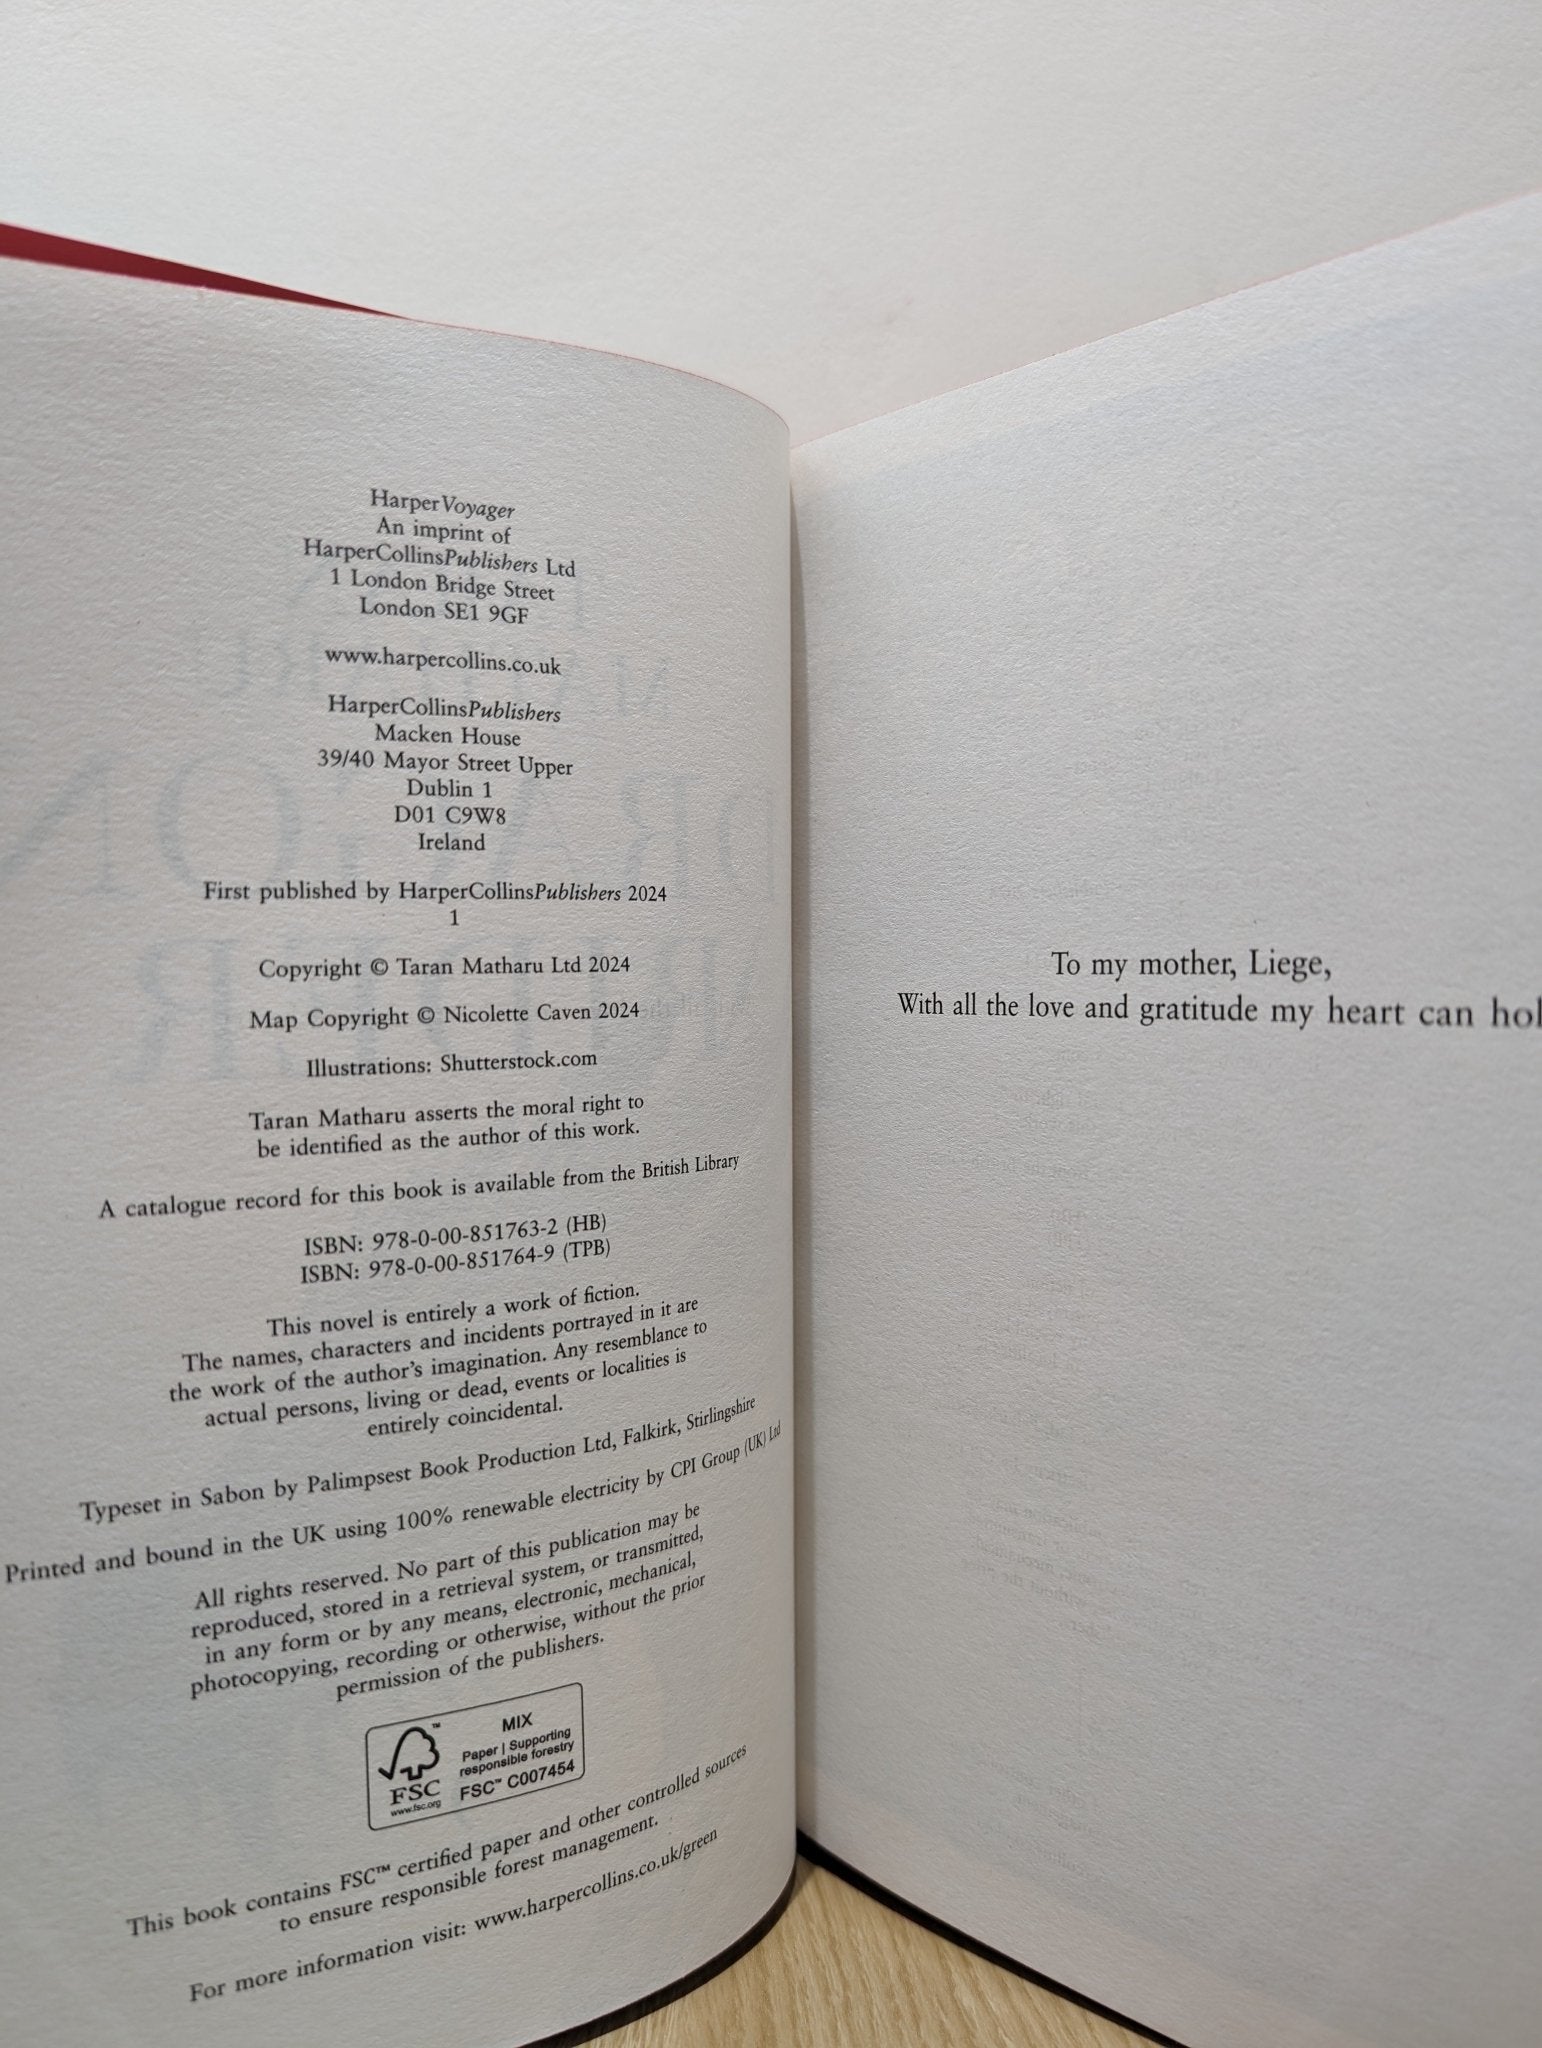 HarperVoyager
An imprint of
HarperCollinsPublishers Ltd
1 London Bridge Street
London SE1 9GF
www.harpercollins.co.uk
HarperCollinsPublishers
Macken House
39/40 Mayor Street Upper
Dublin 1
D01 C9W8
Ireland
First published by HarperCollinsPublishers 2024
1
Copyright © Taran Matharu Ltd 2024
Map Copyright © Nicolette Caven 2024
Illustrations: Shutterstock.com
Taran Matharu asserts the moral right to
be identified as the author of this work.
A catalogue record for this book is available from the British Library
ISBN: 978-0-00-851763-2 (HB)
ISBN: 978-0-00-851764-9 (TPB)
This novel is entirely a work of fiction.
The names, characters and incidents portrayed in it are
the work of the author's imagination. Any resemblance to
actual persons, living or dead, events or localities is
entirely coincidental.
Typeset in Sabon by Palimpsest Book Production Ltd, Falkirk, Stirlingshire
Printed and bound in the UK using 100% renewable electricity by CPI Group (UK) Ltd
All rights reserved. No part of this publication may be
reproduced, stored in a retrieval system, or transmitted,
in any form or by any means, electronic, mechanical,
photocopying, recording or otherwise, without the prior
permission of the publishers.
FSC
www.fsc.org
MIX
Paper | Supporting
responsible forestry
FSC™ C007454
This book contains FSC™ certified paper and other controlled sources
to ensure responsible forest management.
For more information visit: www.harpercollins.co.uk/green
To my mother, Liege,
With all the love and gratitude my heart can hol